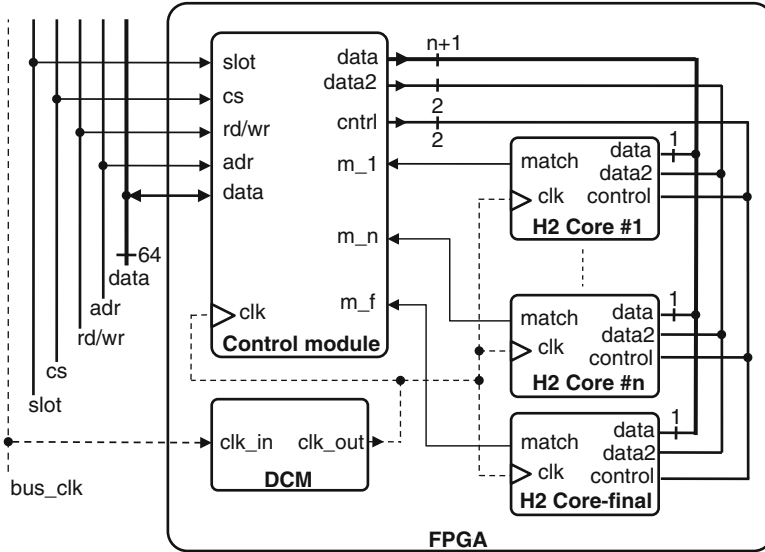 slot
cs
rd/wr
adr
data
clk
data
data2
cntrl
m_1
m_n
m_f
Control module
n+1
2
2
64
data
adr
rd/wr
cs
slot
bus_clk
clk_in
clk_out
DCM
match
clk
data
data2
control
1
H2 Core #1
match
clk
data
data2
control
1
H2 Core #n
match
clk
data
data2
control
1
H2 Core-final
FPGA